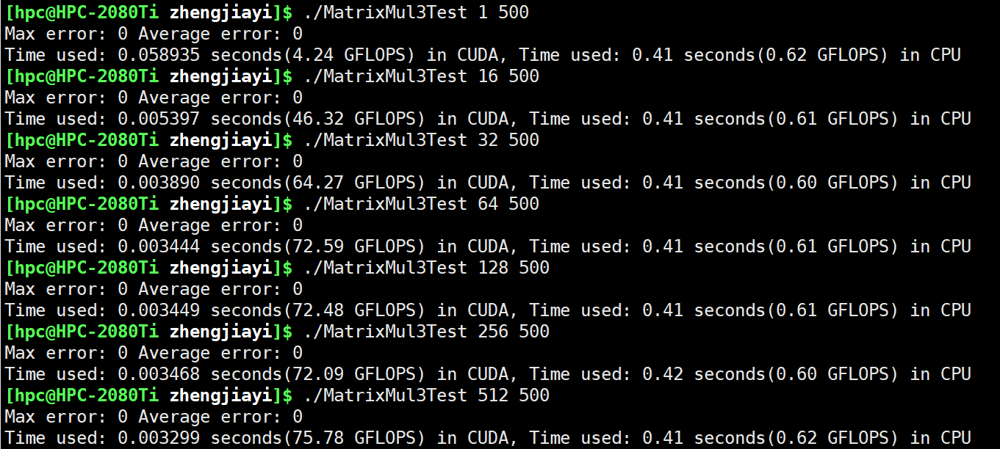 [hpc@HPC-2080Ti zhengjiayi]$ ./MatrixMul3Test 1 500
Max error: 0 Average error: 0
Time used: 0.058935 seconds(4.24 GFLOPS) in CUDA, Time used: 0.41 seconds(0.62 GFLOPS) in CPU
[hpc@HPC-2080Ti zhengjiayi]$ ./MatrixMul3Test 16 500
Max error: 0 Average error: 0
Time used: 0.005397 seconds(46.32 GFLOPS) in CUDA, Time used: 0.41 seconds(0.61 GFLOPS) in CPU
[hpc@HPC-2080Ti zhengjiayi]$ ./MatrixMul3Test 32 500
Max error: 0 Average error: 0
Time used: 0.003890 seconds(64.27 GFLOPS) in CUDA, Time used: 0.41 seconds(0.60 GFLOPS) in CPU
[hpc@HPC-2080Ti zhengjiayi]$ ./MatrixMul3Test 64 500
Max error: 0 Average error: 0
Time used: 0.003444 seconds(72.59 GFLOPS) in CUDA, Time used: 0.41 seconds(0.61 GFLOPS) in CPU
[hpc@HPC-2080Ti zhengjiayi]$ ./MatrixMul3Test 128 500
Max error: 0 Average error: 0
Time used: 0.003449 seconds(72.48 GFLOPS) in CUDA, Time used: 0.41 seconds(0.61 GFLOPS) in CPU
[hpc@HPC-2080Ti zhengjiayi]$ ./MatrixMul3Test 256 500
Max error: 0 Average error: 0
Time used: 0.003468 seconds(72.09 GFLOPS) in CUDA, Time used: 0.42 seconds(0.60 GFLOPS) in CPU
[hpc@HPC-2080Ti zhengjiayi]$ ./MatrixMul3Test 512 500
Max error: 0 Average error: 0
Time used: 0.003299 seconds(75.78 GFLOPS) in CUDA, Time used: 0.41 seconds(0.62 GFLOPS) in CPU